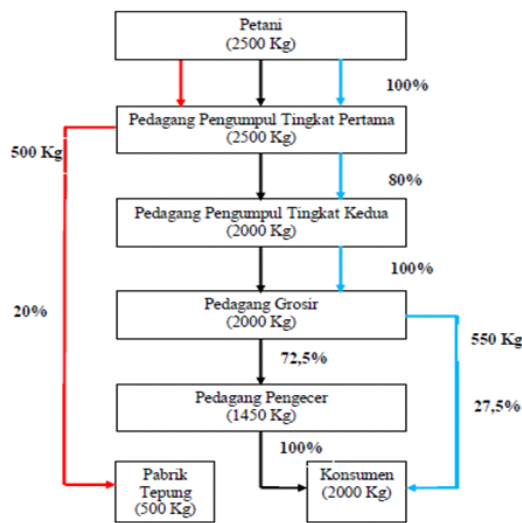 Petani
(2500 Kg)
100%
Pedagang Pengumpul Tingkat Pertama
(2500 Kg)
500 Kg
80%
Pedagang Pengumpul Tingkat Kedua
(2000 Kg)
100%
20%
Pedagang Grosir
(2000 Kg)
550 Kg
72,5%
Pedagang Pengecer
(1450 Kg)
27,5%
100%
Pabrik
Tepung
(500 Kg)
Konsumen
(2000 Kg)